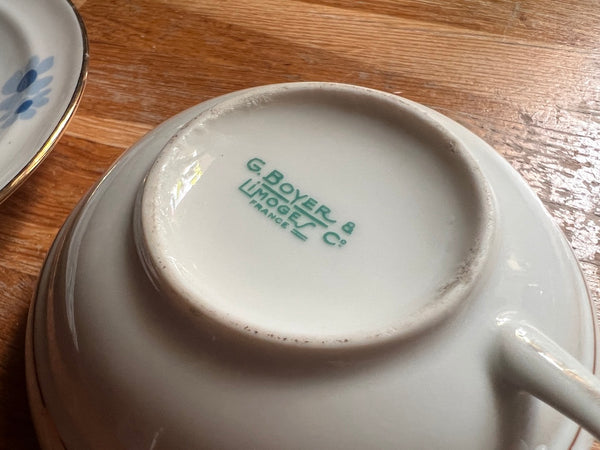 G. BOYER & Co
LIMOGES
FRANCE